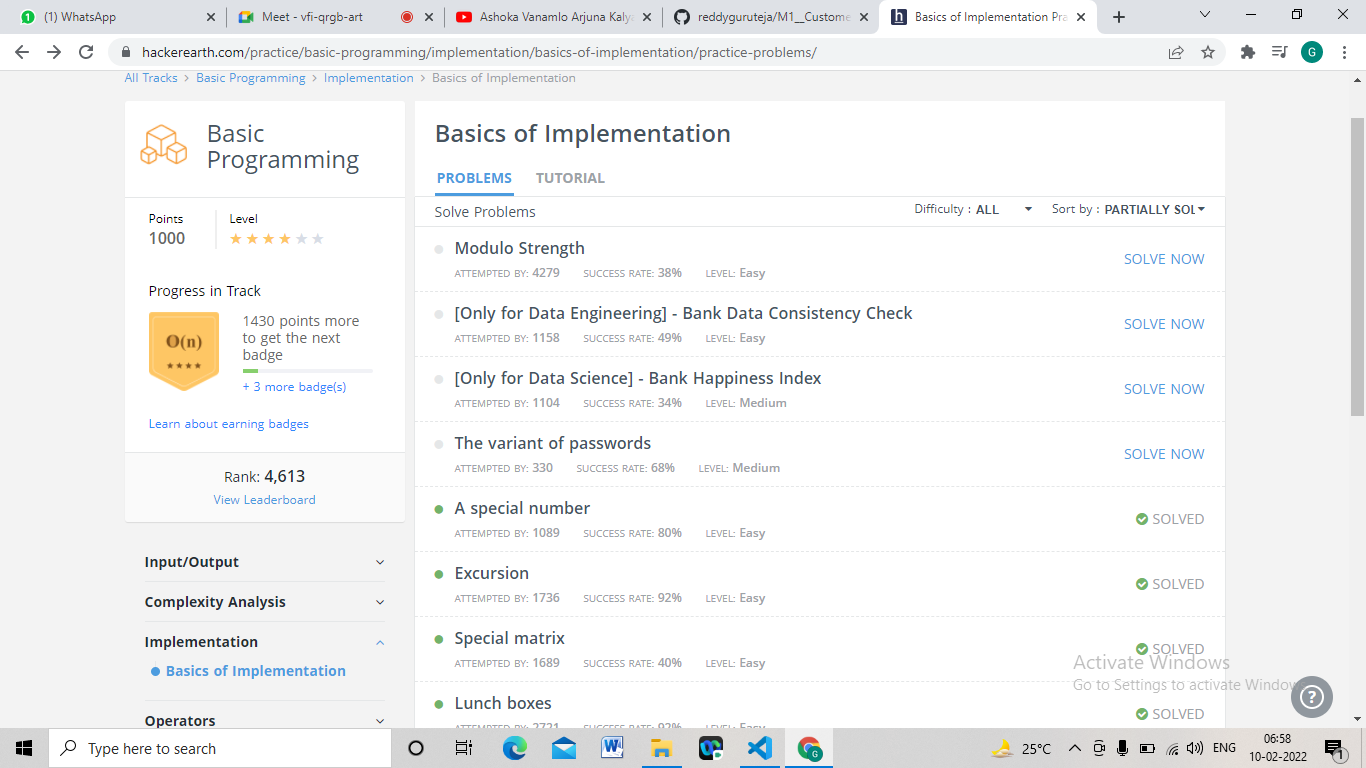 (1) WhatsApp
Meet - vfi-qrgb-art
Ashoka Vanamlo Arjuna Kalya
reddyguruteja/M1__Custome
h
Basics of Implementation Pra
hackerearth.com/practice/basic-programming/implementation/basics-of-implementation/practice-problems/
G
All Tracks > Basic Programming > Implementation > Basics of Implementation
Basic
Programming
Points
1000
Level
Progress in Track
O(n)
1430 points more
to get the next
badge
+ 3 more badge(s)
Learn about earning badges
Rank: 4,613
View Leaderboard
Input/Output
Complexity Analysis
Implementation
Basics of Implementation
Operators
Basics of Implementation
PROBLEMS TUTORIAL
Solve Problems
Difficulty : ALL
Sort by : PARTIALLY SOL
Modulo Strength
ATTEMPTED BY: 4279 SUCCESS RATE: 38% LEVEL: Easy
SOLVE NOW
[Only for Data Engineering] - Bank Data Consistency Check
ATTEMPTED BY: 1158 SUCCESS RATE: 49% LEVEL: Easy
SOLVE NOW
[Only for Data Science] - Bank Happiness Index
ATTEMPTED BY: 1104 SUCCESS RATE: 34% LEVEL: Medium
SOLVE NOW
The variant of passwords
ATTEMPTED BY: 330 SUCCESS RATE: 68% LEVEL: Medium
SOLVE NOW
A special number
ATTEMPTED BY: 1089 SUCCESS RATE: 80% LEVEL: Easy
SOLVED
Excursion
ATTEMPTED BY: 1736 SUCCESS RATE: 92% LEVEL: Easy
SOLVED
Special matrix
ATTEMPTED BY: 1689 SUCCESS RATE: 40% LEVEL: Easy
SOLVED
Lunch boxes
ATTEMPTED BY: 2721 SUCCESS RATE: 92% LEVEL: Easy
SOLVED
Activate Windows
Go to Settings to activate Windows
Type here to search
25°C
ENG
06:58
10-02-2022
1